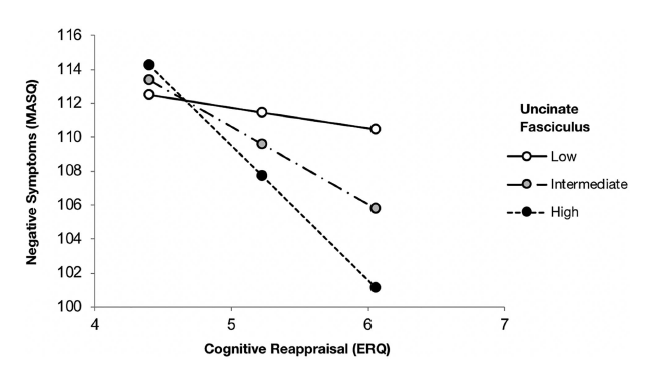 116
114
112
110
108
106
104
102
100
Negative Symptoms (MASQ)
4
5
6
7
Cognitive Reappraisal (ERQ)
Uncinate
Fasciculus
Low
Intermediate
High